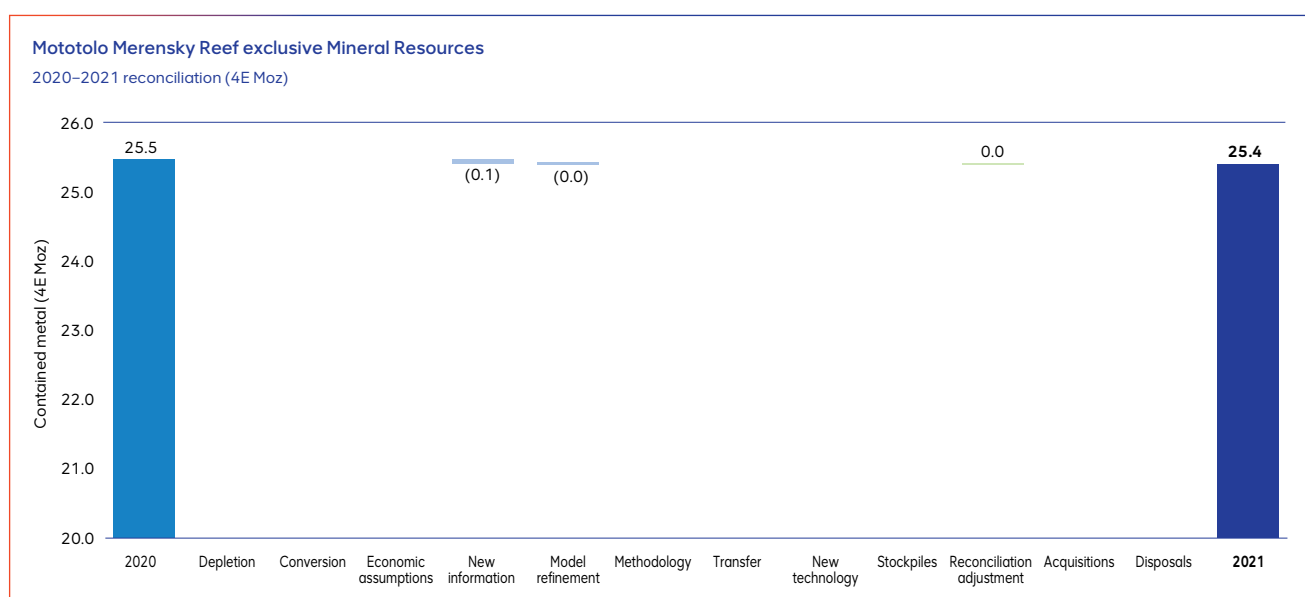 Mototolo Merensky Reef exclusive Mineral Resources
2020–2021 reconciliation (4E Moz)
Contained metal (4E Moz)
26.0
25.0
24.0
23.0
22.0
21.0
20.0
25.5
(0.1)
(0.0)
0.0
25.4
2020
Depletion
Conversion
Economic
assumptions
New
information
Model
refinement
Methodology
Transfer
New
technology
Stockpiles
Reconciliation
adjustment
Acquisitions
Disposals
2021